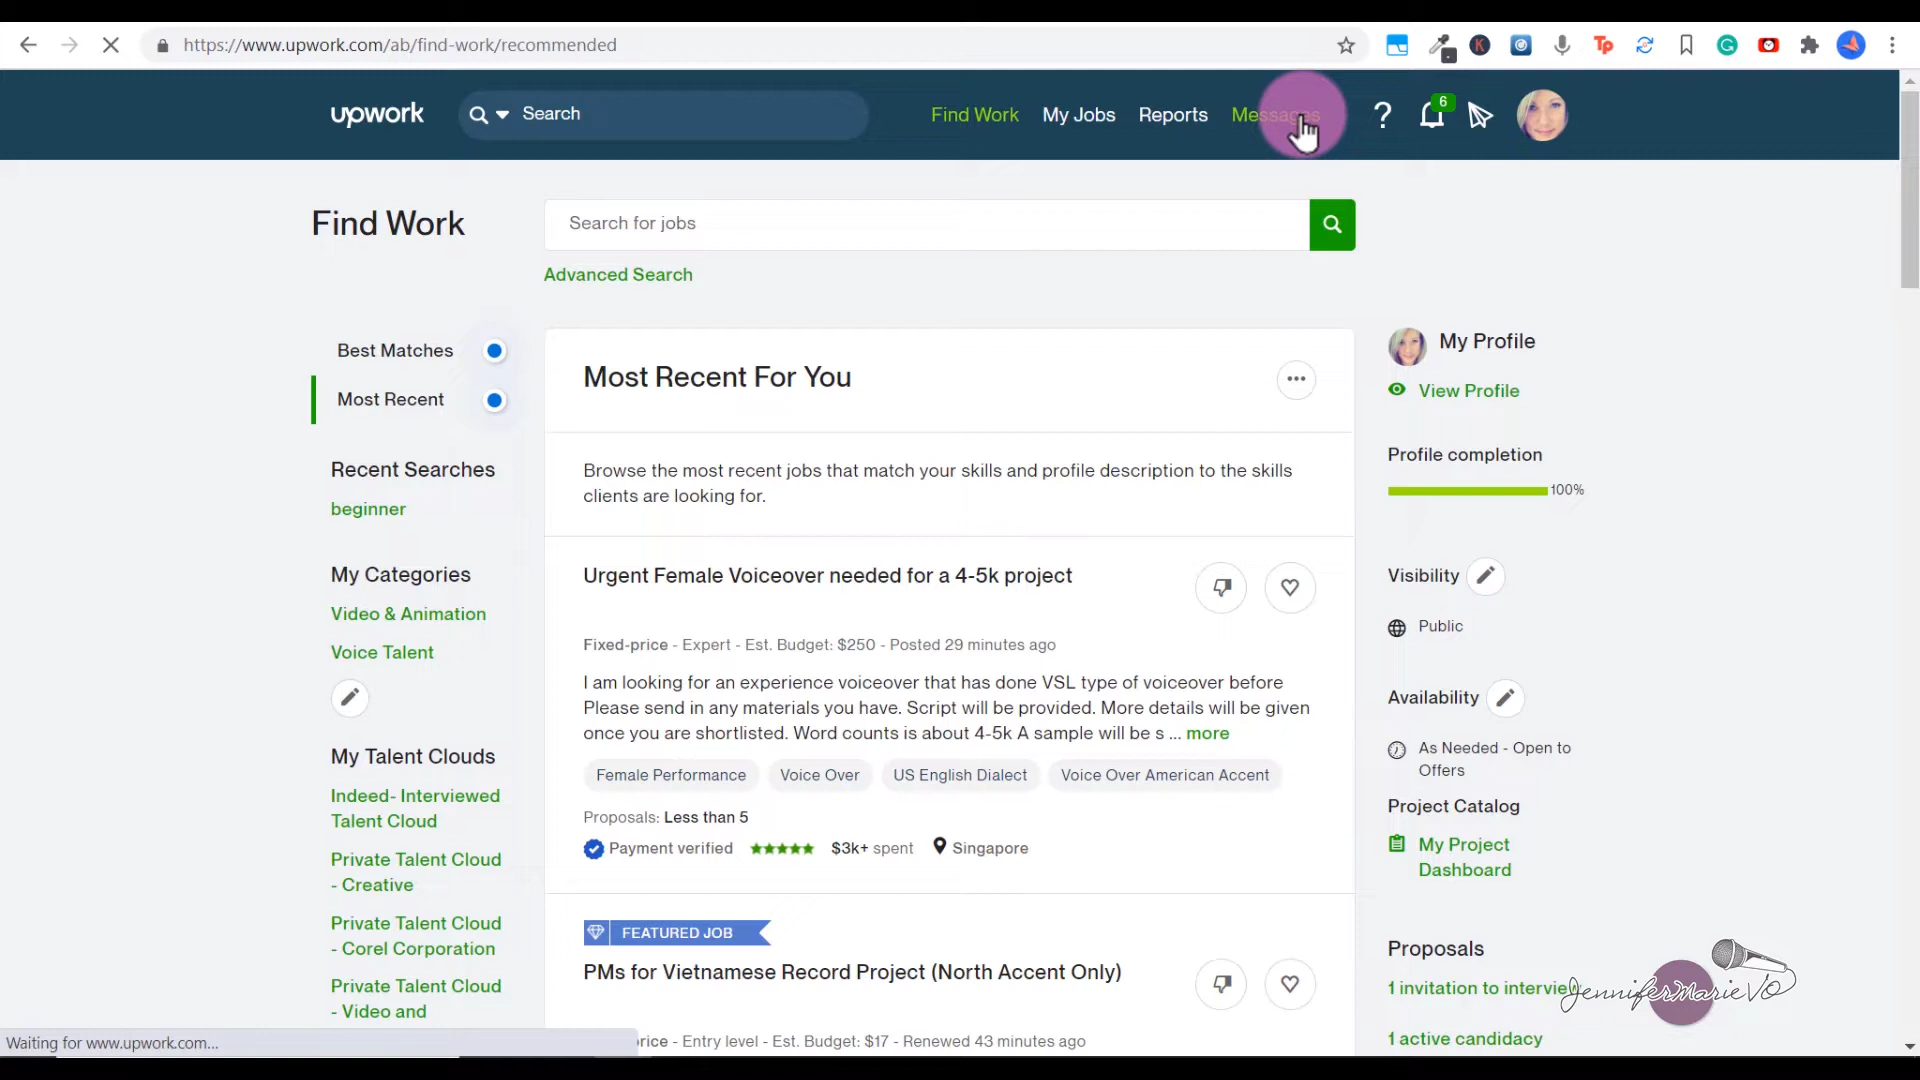 https://www.upwork.com/ab/find-work/recommended
upwork
Search
Find Work
My Jobs
Reports
Messages
?
6
Find Work
Search for jobs
Advanced Search
Best Matches
Most Recent
Recent Searches
beginner
My Categories
Video & Animation
Voice Talent
My Talent Clouds
Indeed- Interviewed
Talent Cloud
Private Talent Cloud
- Creative
Private Talent Cloud
- Corel Corporation
Private Talent Cloud
- Video and
Most Recent For You
Browse the most recent jobs that match your skills and profile description to the skills
clients are looking for.
Urgent Female Voiceover needed for a 4-5k project
Fixed-price - Expert - Est. Budget: $250 - Posted 29 minutes ago
I am looking for an experience voiceover that has done VSL type of voiceover before
Please send in any materials you have. Script will be provided. More details will be given
once you are shortlisted. Word counts is about 4-5k A sample will be s ... more
Female Performance
Voice Over
US English Dialect
Voice Over American Accent
Proposals: Less than 5
Payment verified
$3k+ spent
Singapore
FEATURED JOB
PMs for Vietnamese Record Project (North Accent Only)
rice - Entry level - Est. Budget: $17 - Renewed 43 minutes ago
My Profile
View Profile
Profile completion
100%
Visibility
Public
Availability
As Needed - Open to
Offers
Project Catalog
My Project
Dashboard
Proposals
1 invitation to interview
1 active candidacy
JenniferMarieVO
Waiting for www.upwork.com...